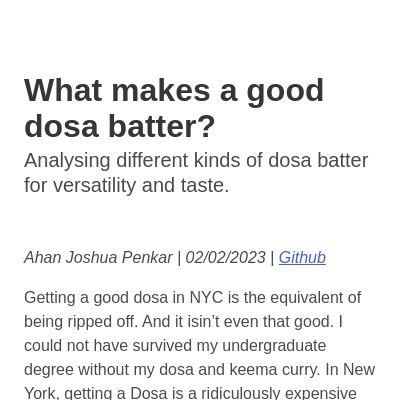 What makes a good
dosa batter?
Analysing different kinds of dosa batter
for versatility and taste.
Ahan Joshua Penkar | 02/02/2023 | Github
Getting a good dosa in NYC is the equivalent of
being ripped off. And it isin’t even that good. I
could not have survived my undergraduate
degree without my dosa and keema curry. In New
York, getting a Dosa is a ridiculously expensive